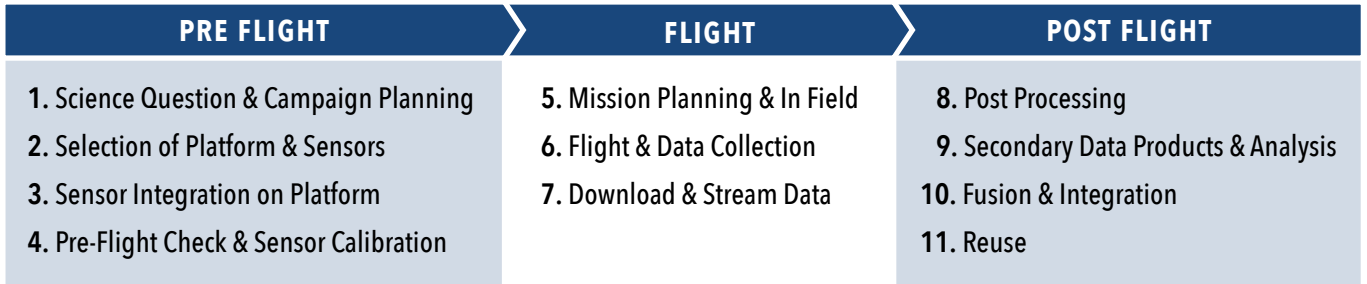 PRE FLIGHT
1. Science Question & Campaign Planning
2. Selection of Platform & Sensors
3. Sensor Integration on Platform
4. Pre-Flight Check & Sensor Calibration
FLIGHT
5. Mission Planning & In Field
6. Flight & Data Collection
7. Download & Stream Data
POST FLIGHT
8. Post Processing
9. Secondary Data Products & Analysis
10. Fusion & Integration
11. Reuse